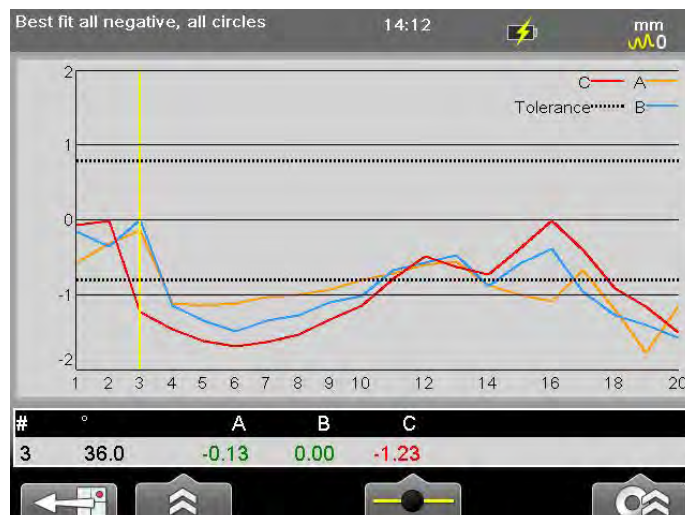 Best fit all negative, all circles 14:12 mm
0
2
C A
Tolerance B
1
0
-1
-2
1 2 3 4 5 6 7 8 9 10 12 14 16 18 20
# ° A B C
3 36.0 -0.13 0.00 -1.23